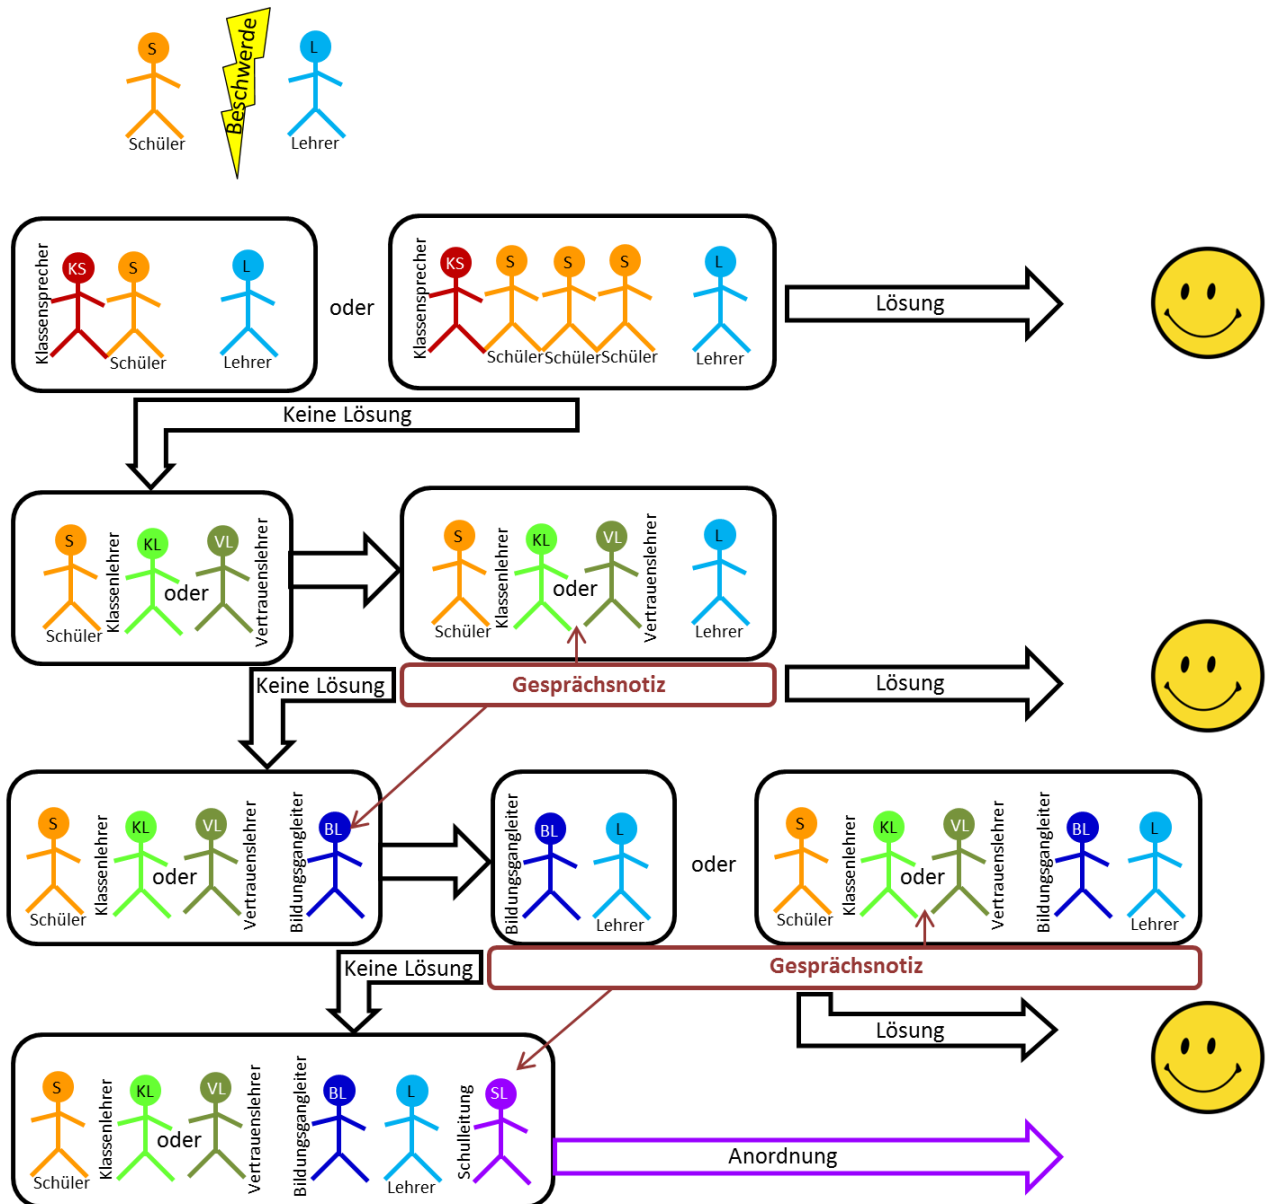 S
L
Beschwerde
Schüler
Lehrer
Klassensprecher
KS
S
L
Schüler
Lehrer
oder
Klassensprecher
KS
S
S
S
L
Schüler
Schüler
Schüler
Lehrer
Lösung
Keine Lösung
S
Klassenlehrer
KL
oder
VL
Vertrauenslehrer
Schüler
S
Klassenlehrer
KL
oder
VL
Vertrauenslehrer
L
Schüler
Lehrer
Keine Lösung
Gesprächsnotiz
Lösung
S
Klassenlehrer
KL
oder
VL
Vertrauenslehrer
Bildungsgangleiter
BL
Schüler
Bildungsgangleiter
BL
L
Lehrer
oder
S
Klassenlehrer
KL
oder
VL
Vertrauenslehrer
Bildungsgangleiter
BL
L
Schüler
Lehrer
Keine Lösung
Gesprächsnotiz
Lösung
S
Klassenlehrer
KL
oder
VL
Vertrauenslehrer
Bildungsgangleiter
BL
L
Schulleitung
SL
Schüler
Lehrer
Anordnung